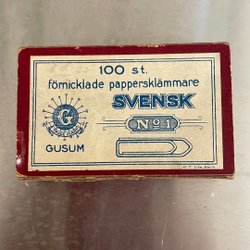 100 st.
förnicklade pappersklämmare
SVENSK
G
No 1
GUSUM